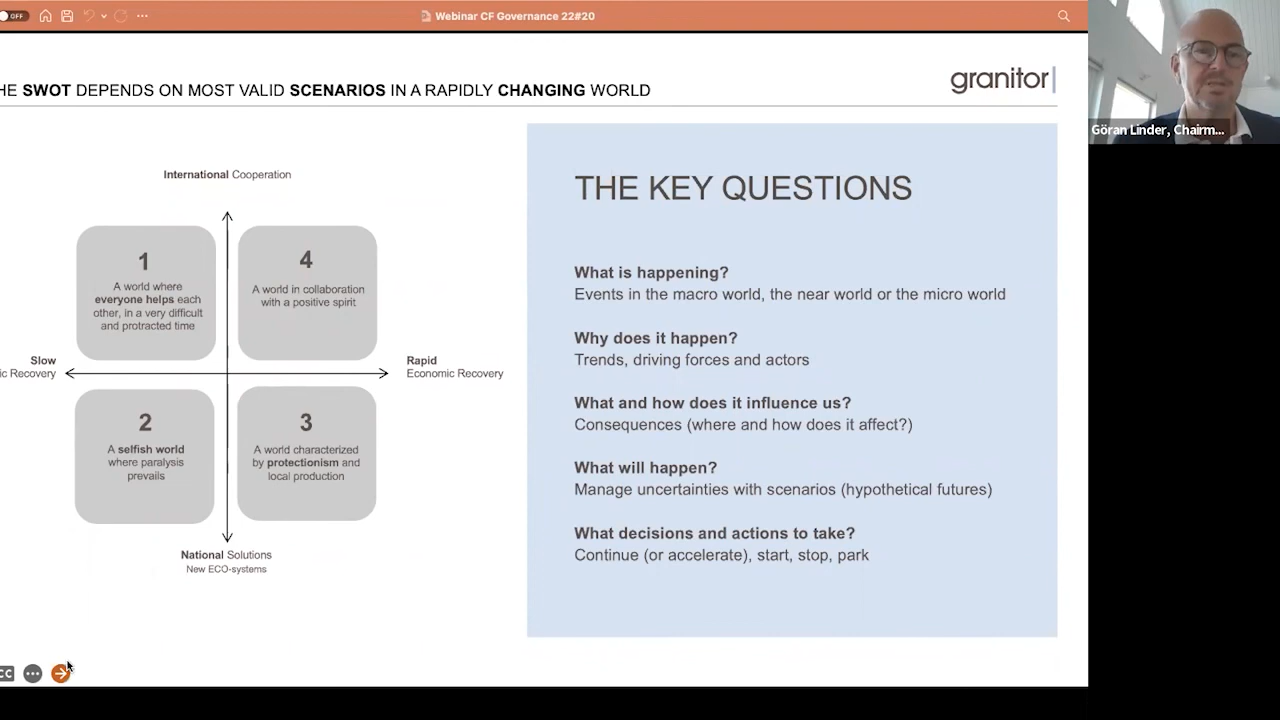 OFF
Webinar CF Governance 22#20
HE SWOT DEPENDS ON MOST VALID SCENARIOS IN A RAPIDLY CHANGING WORLD
granitor
Göran Linder, Chairm...
International Cooperation
1
A world where
everyone helps each
other, in a very difficult
and protracted time
4
A world in collaboration
with a positive spirit
Slow
ic Recovery
Rapid
Economic Recovery
2
A selfish world
where paralysis
prevails
3
A world characterized
by protectionism and
local production
National Solutions
New ECO-systems
THE KEY QUESTIONS
What is happening?
Events in the macro world, the near world or the micro world
Why does it happen?
Trends, driving forces and actors
What and how does it influence us?
Consequences (where and how does it affect?)
What will happen?
Manage uncertainties with scenarios (hypothetical futures)
What decisions and actions to take?
Continue (or accelerate), start, stop, park
CC